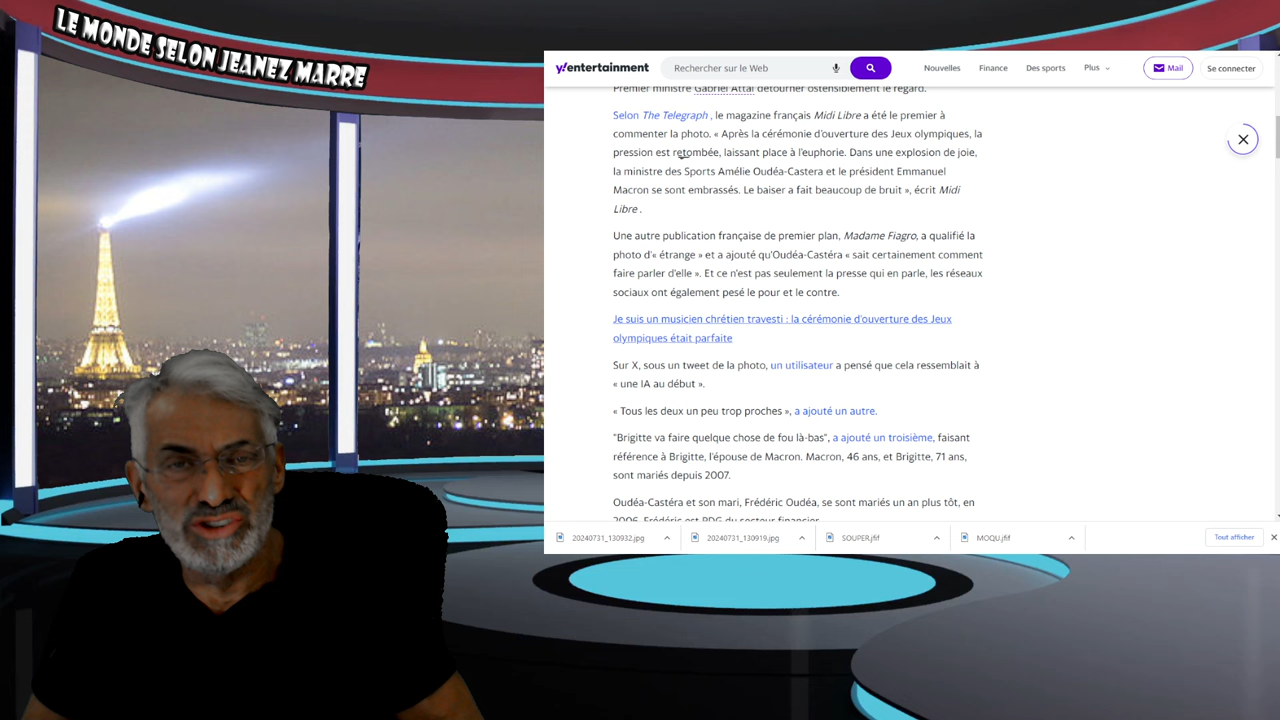 LE MONDE SELON JEANEZ MARRE
y!entertainment
Rechercher sur le Web
Nouvelles Finance Des sports Plus
Mail
Se connecter
Premier ministre Gabriel Attal détourner ostensiblement le regard.
Selon The Telegraph , le magazine français Midi Libre a été le premier à
commenter la photo. « Après la cérémonie d'ouverture des Jeux olympiques, la
pression est retombée, laissant place à l'euphorie. Dans une explosion de joie,
la ministre des Sports Amélie Oudéa-Castera et le président Emmanuel
Macron se sont embrassés. Le baiser a fait beaucoup de bruit », écrit Midi
Libre .
Une autre publication française de premier plan, Madame Fiagro, a qualifié la
photo d'« étrange » et a ajouté qu'Oudéa-Castéra « sait certainement comment
faire parler d'elle ». Et ce n'est pas seulement la presse qui en parle, les réseaux
sociaux ont également pesé le pour et le contre.
Je suis un musicien chrétien travesti : la cérémonie d'ouverture des Jeux
olympiques était parfaite
Sur X, sous un tweet de la photo, un utilisateur a pensé que cela ressemblait à
« une IA au début ».
« Tous les deux un peu trop proches », a ajouté un autre.
"Brigitte va faire quelque chose de fou là-bas", a ajouté un troisième, faisant
référence à Brigitte, l'épouse de Macron. Macron, 46 ans, et Brigitte, 71 ans,
sont mariés depuis 2007.
Oudéa-Castéra et son mari, Frédéric Oudéa, se sont mariés un an plus tôt, en
2006. Frédéric est PDG du secteur financier.
20240731_130932.jpg
20240731_130919.jpg
SOUPER.jfif
MOQU.jfif
Tout afficher